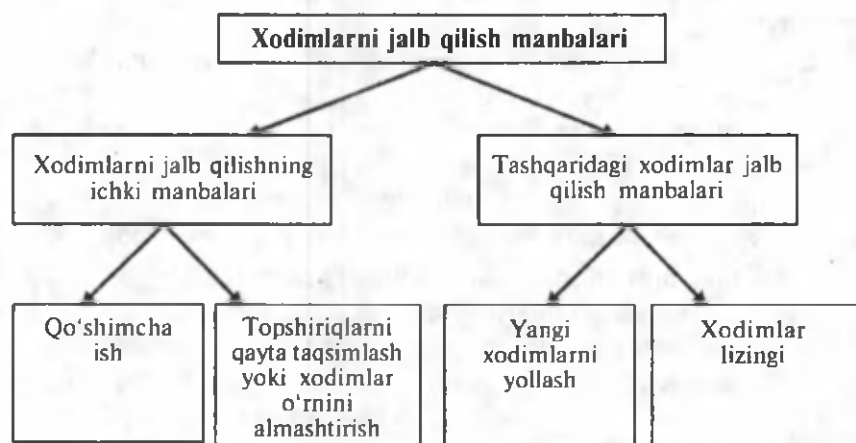 Xodimlarni jalb qilish manbalari
Xodimlarni jalb qilishning
ichki manbalari
Tashqaridagi xodimlar jalb
qilish manbalari
Qo‘shimcha
ish
Topshiriqlarni
qayta taqsimlash
yoki xodimlar
o‘rnini
almashtirish
Yangi
xodimlarni
yollash
Xodimlar
lizingi